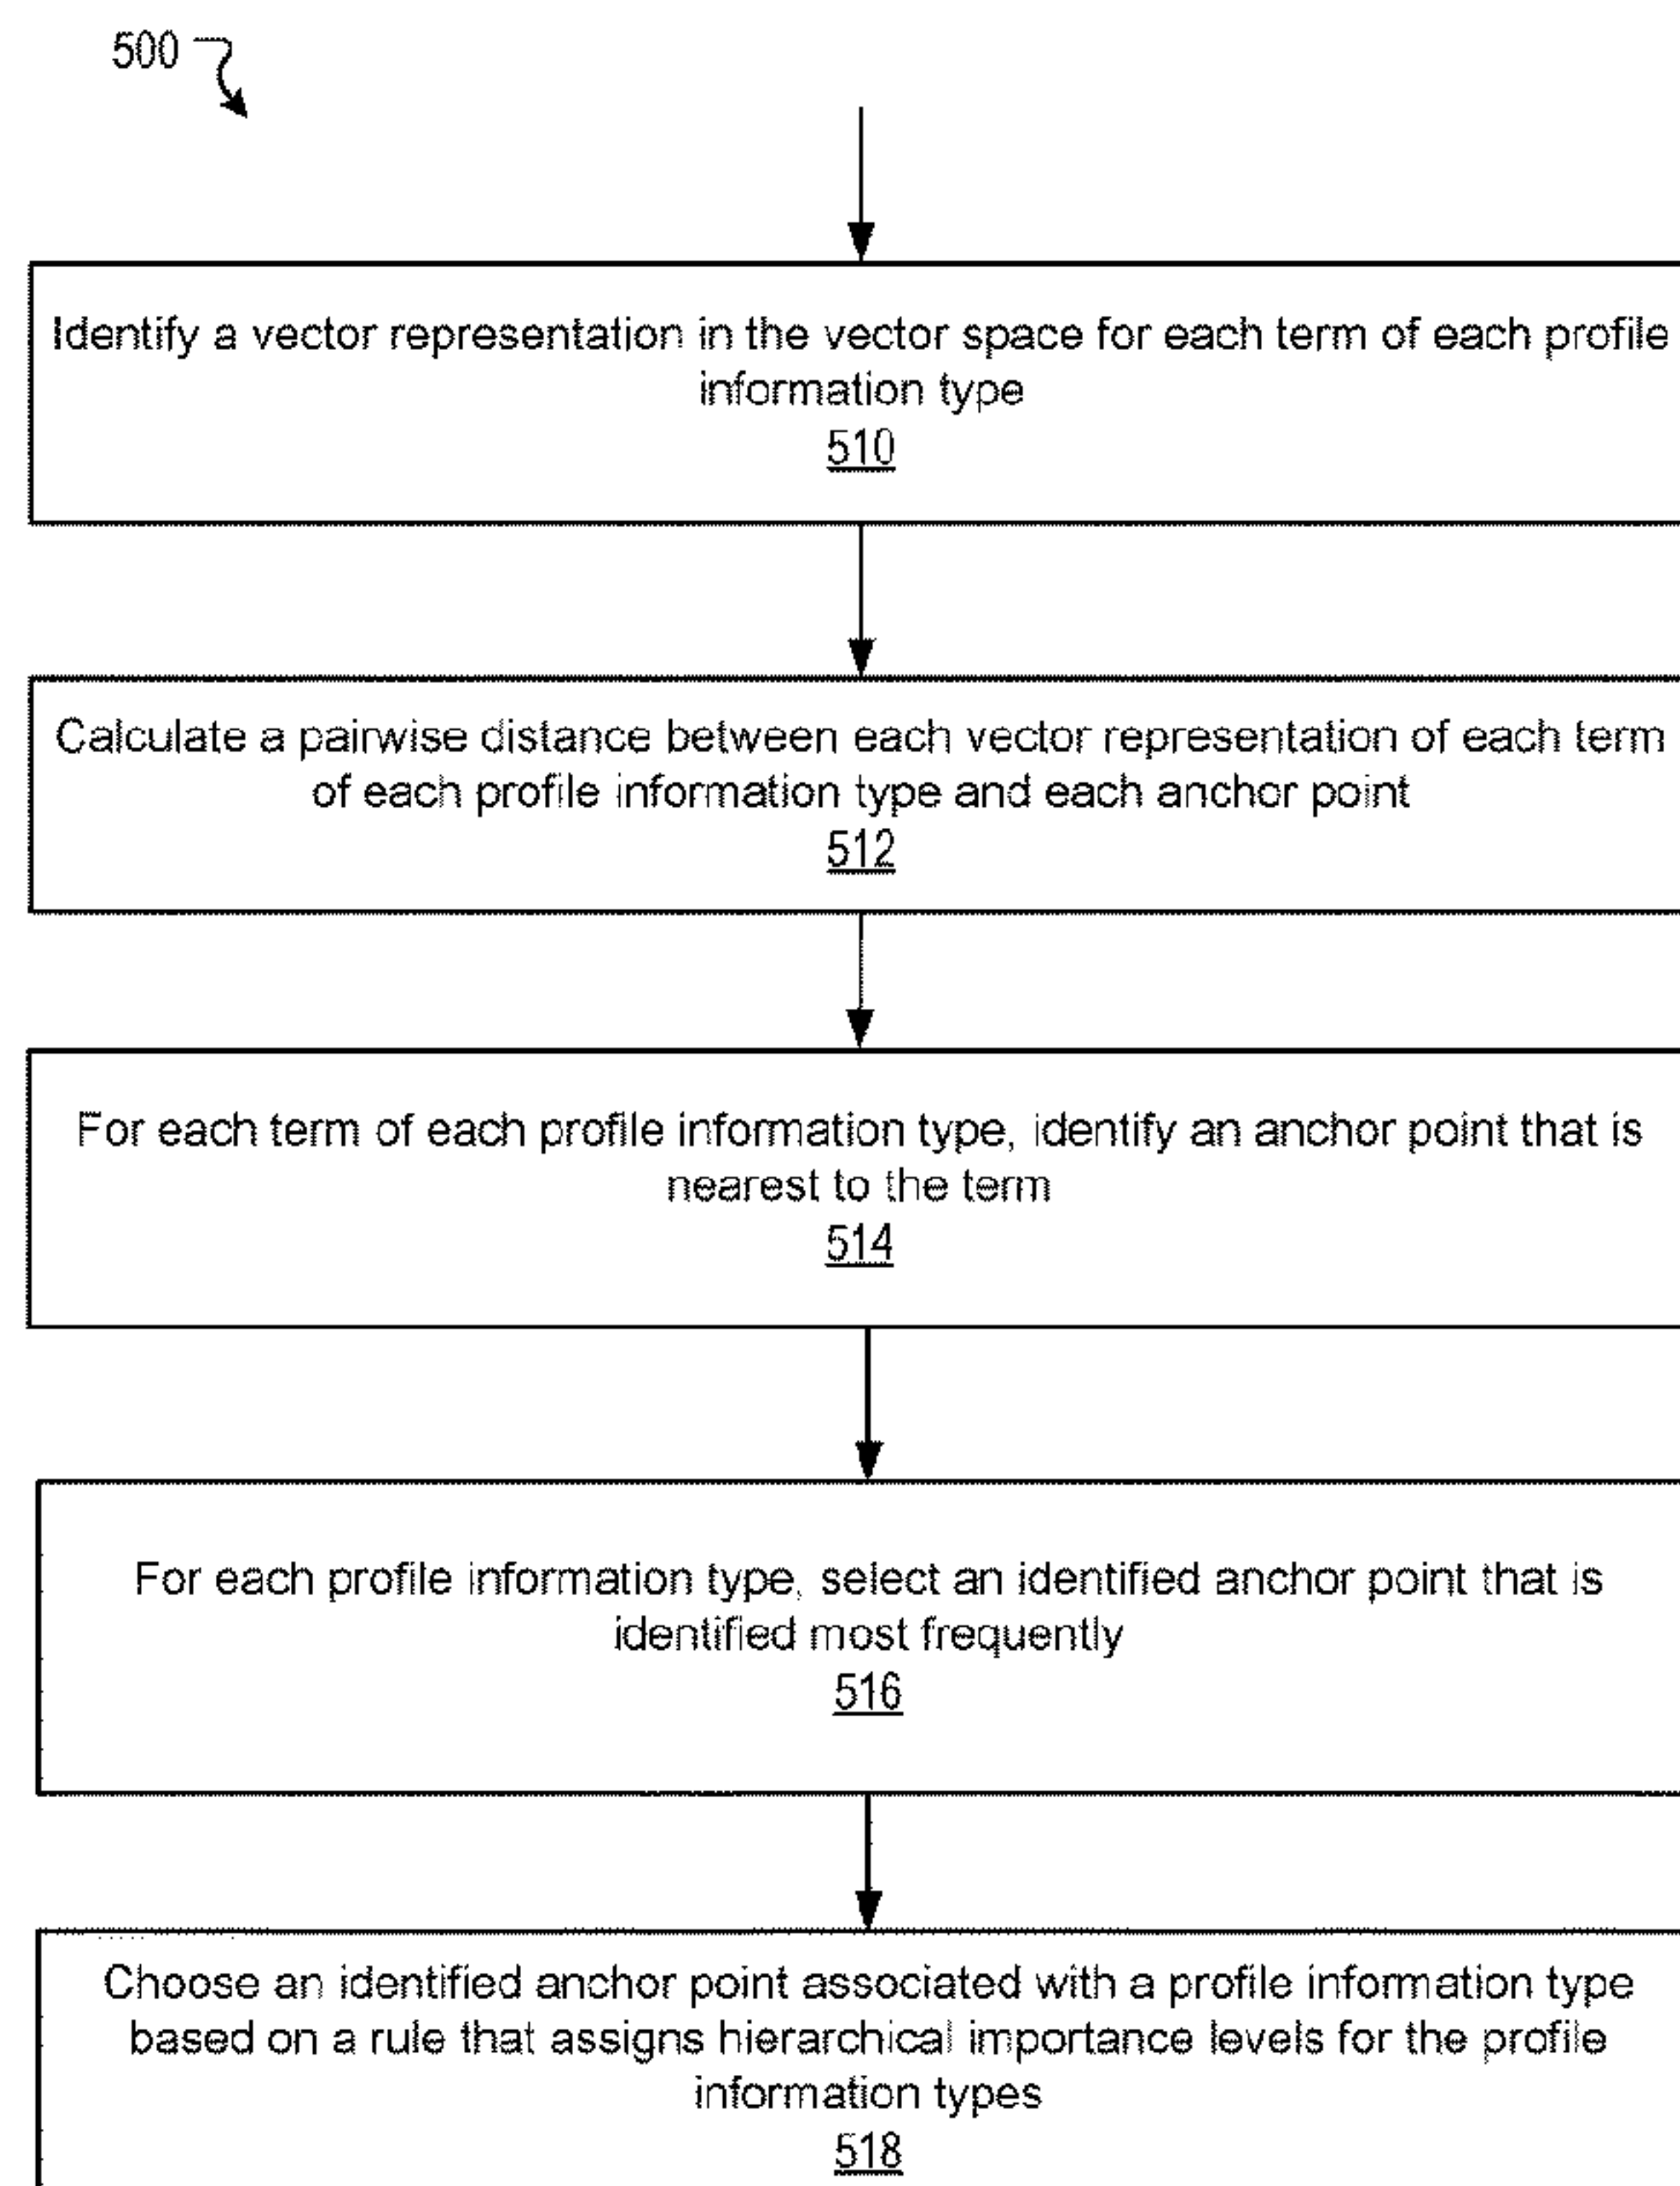 500
Identify a vector representation in the vector space for each term of each profile
information type
510
Calculate a pairwise distance between each vector representation of each term
of each profile information type and each anchor point
512
For each term of each profile information type, identify an anchor point that is
nearest to the term
514
For each profile information type, select an identified anchor point that is
identified most frequently
516
Choose an identified anchor point associated with a profile information type
based on a rule that assigns hierarchical importance levels for the profile
information types
518